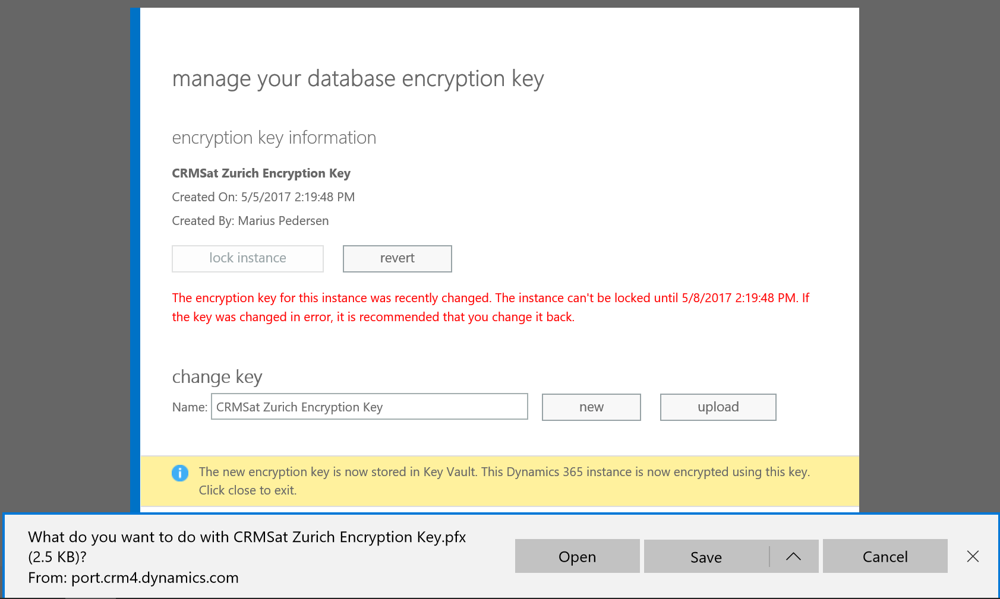 manage your database encryption key
encryption key information
CRMSat Zurich Encryption Key
Created On: 5/5/2017 2:19:48 PM
Created By: Marius Pedersen
lock instance
revert
The encryption key for this instance was recently changed. The instance can't be locked until 5/8/2017 2:19:48 PM. If
the key was changed in error, it is recommended that you change it back.
change key
Name: CRMSat Zurich Encryption Key
new
upload
The new encryption key is now stored in Key Vault. This Dynamics 365 instance is now encrypted using this key.
Click close to exit.
What do you want to do with CRMSat Zurich Encryption Key.pfx
(2.5 KB)?
From: port.crm4.dynamics.com
Open
Save
Cancel